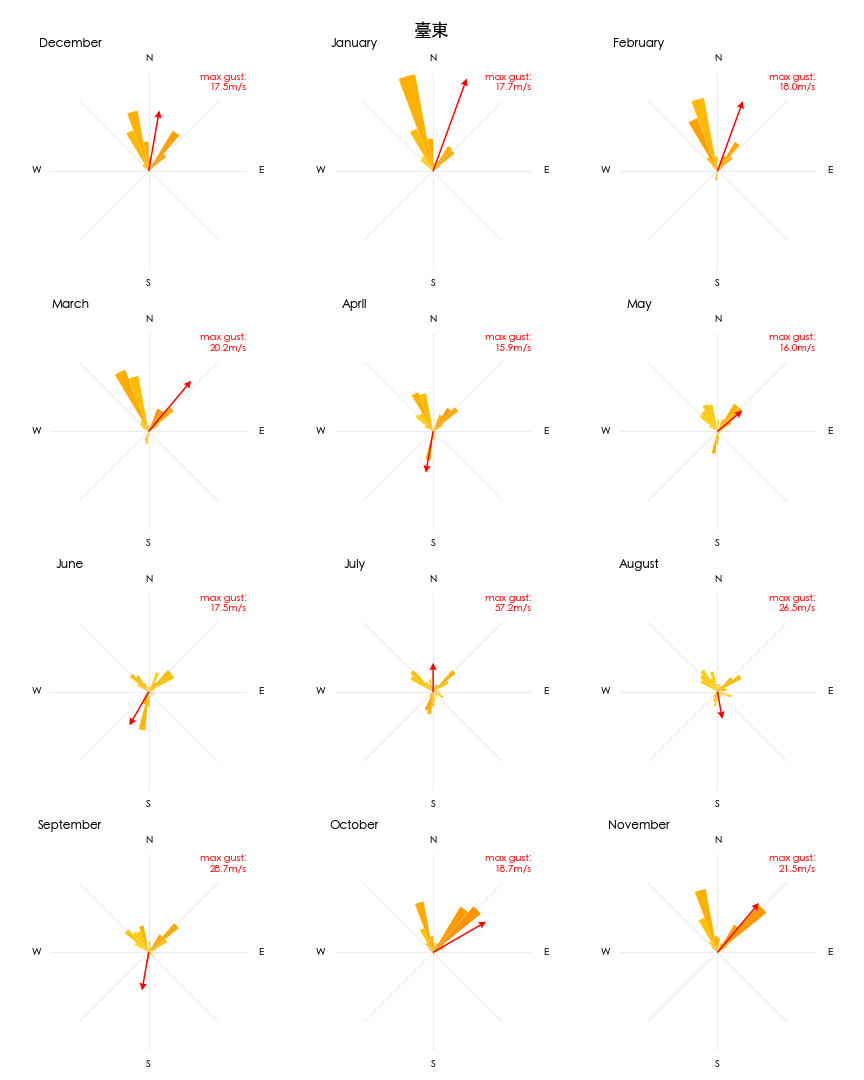 臺東
December
N
max gust:
17.5m/s
W
E
S
January
N
max gust:
17.7m/s
W
E
S
February
N
max gust:
18.0m/s
W
E
S
March
N
max gust:
20.2m/s
W
E
S
April
N
max gust:
15.9m/s
W
E
S
May
N
max gust:
16.0m/s
W
E
S
June
N
max gust:
17.5m/s
W
E
S
July
N
max gust:
57.2m/s
W
E
S
August
N
max gust:
26.5m/s
W
E
S
September
N
max gust:
28.7m/s
W
E
S
October
N
max gust:
18.7m/s
W
E
S
November
N
max gust:
21.5m/s
W
E
S